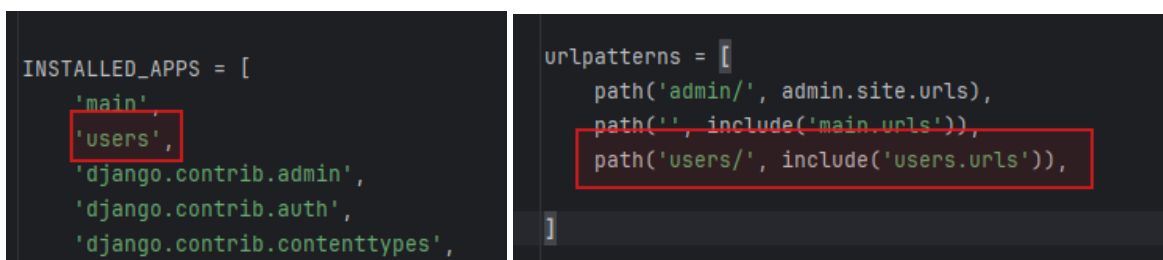 INSTALLED_APPS = [
'main',
'users',
'django.contrib.admin',
'django.contrib.auth',
'django.contrib.contenttypes',
urlpatterns = [
path('admin/', admin.site.urls),
path('', include('main.urls')),
path('users/', include('users.urls')),
]